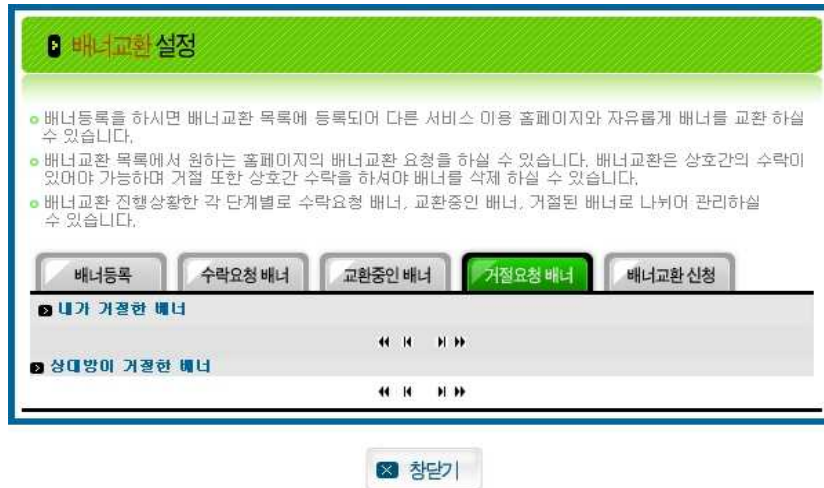 배너교환 설정
배너등록을 하시면 배너교환 목록에 등록되어 다른 서비스 이용 홈페이지와 자유롭게 배너를 교환 하실
수 있습니다.
배너교환 목록에서 원하는 홈페이지의 배너교환 요청을 하실 수 있습니다. 배너교환은 상호간의 수락이
있어야 가능하며 거절 또한 상호간 수락을 하셔야 배너를 삭제 하실 수 있습니다.
배너교환 진행상황한 각 단계별로 수락요청 배너, 교환중인 배너, 거절된 배너로 나뉘어 관리하실
수 있습니다.
배너등록 수락요청 배너 교환중인 배너 거절요청 배너 배너교환 신청
내가 거절한 배너
상대방이 거절한 배너
창닫기